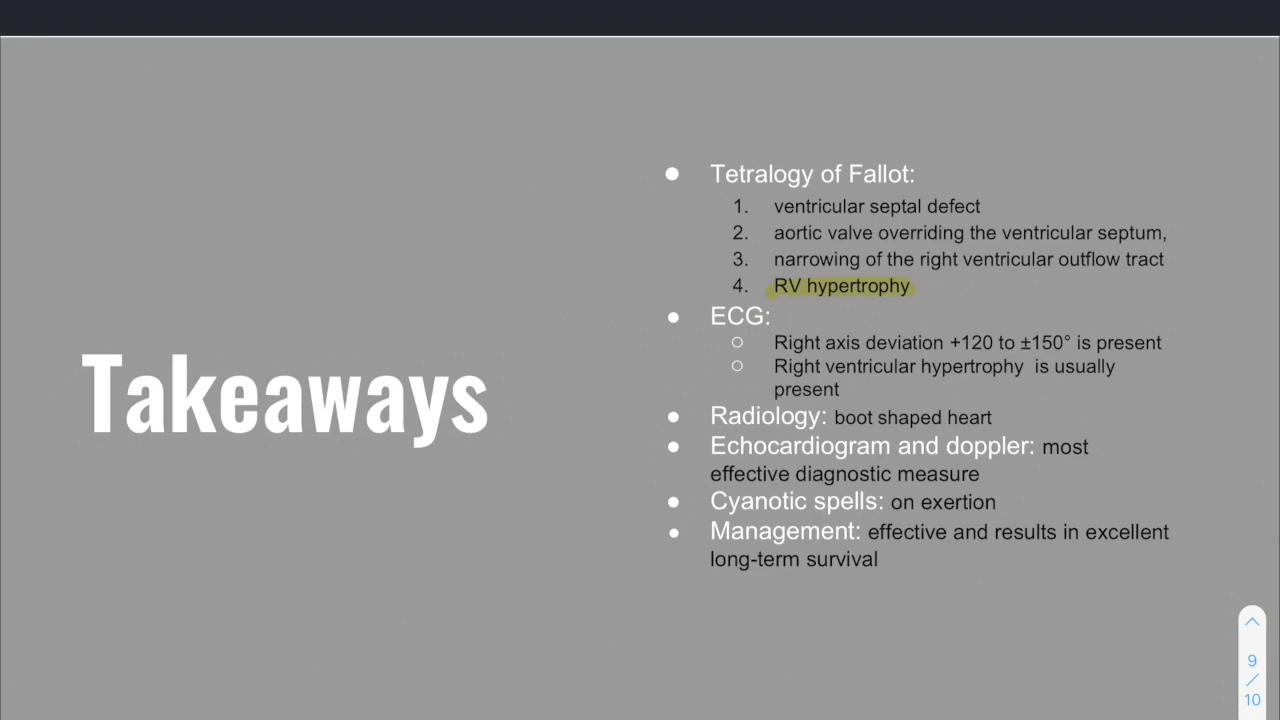 Takeaways
Tetralogy of Fallot:
1. ventricular septal defect
2. aortic valve overriding the ventricular septum,
3. narrowing of the right ventricular outflow tract
4. RV hypertrophy
ECG:
Right axis deviation +120 to ±150° is present
Right ventricular hypertrophy  is usually
present
Radiology: boot shaped heart
Echocardiogram and doppler: most
effective diagnostic measure
Cyanotic spells: on exertion
Management: effective and results in excellent
long-term survival
9
/
10